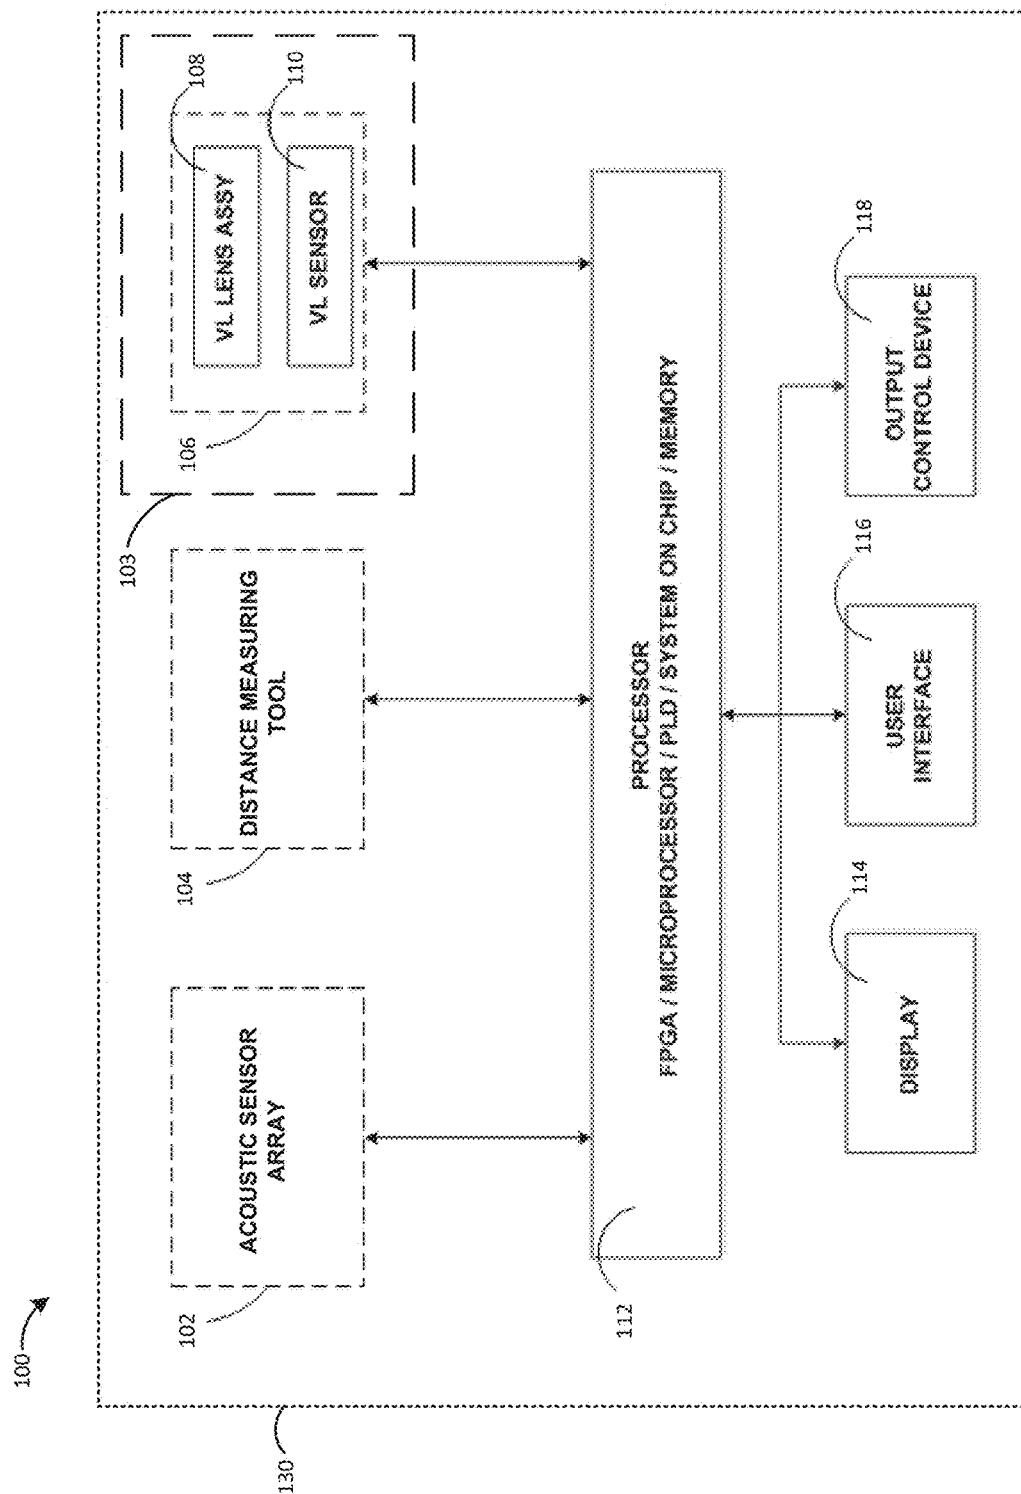 100
130
102
ACOUSTIC SENSOR
ARRAY
104
DISTANCE MEASURING
TOOL
103
106
108
VL LENS ASSY
110
VL SENSOR
112
PROCESSOR
FPGA / MICROPROCESSOR / PLD / SYSTEM ON CHIP / MEMORY
114
DISPLAY
116
USER
INTERFACE
118
OUTPUT
CONTROL DEVICE